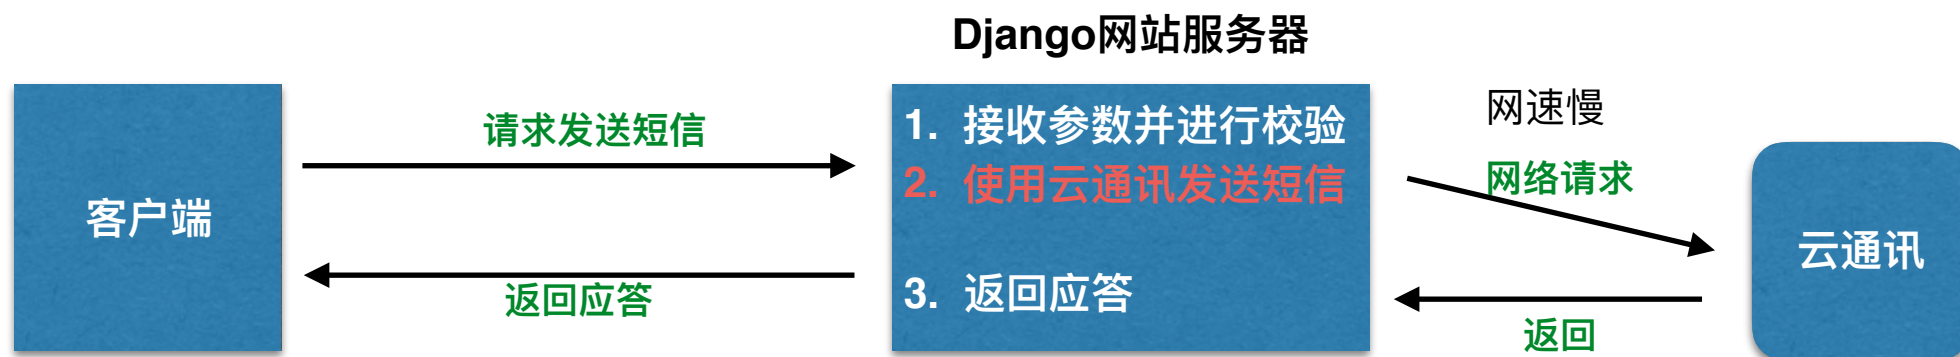 Django网站服务器
客户端
请求发送短信
返回应答
1. 接收参数并进行校验
2. 使用云通讯发送短信
3. 返回应答
网速慢
网络请求
返回
云通讯